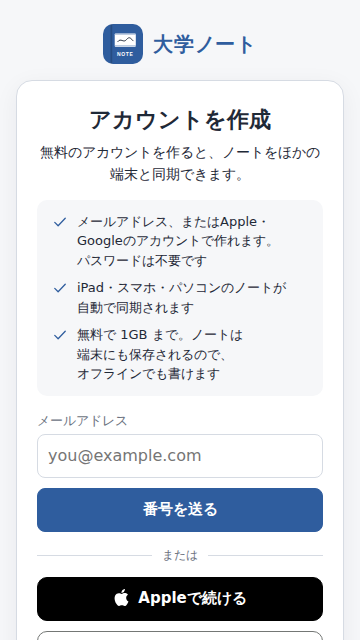 NOTE
大学ノート
アカウントを作成
無料のアカウントを作ると、ノートをほかの
端末と同期できます。
メールアドレス、またはApple・
Googleのアカウントで作れます。
パスワードは不要です
iPad・スマホ・パソコンのノートが
自動で同期されます
無料で 1GB まで。ノートは
端末にも保存されるので、
オフラインでも書けます
メールアドレス
you@example.com
番号を送る
または
Appleで続ける